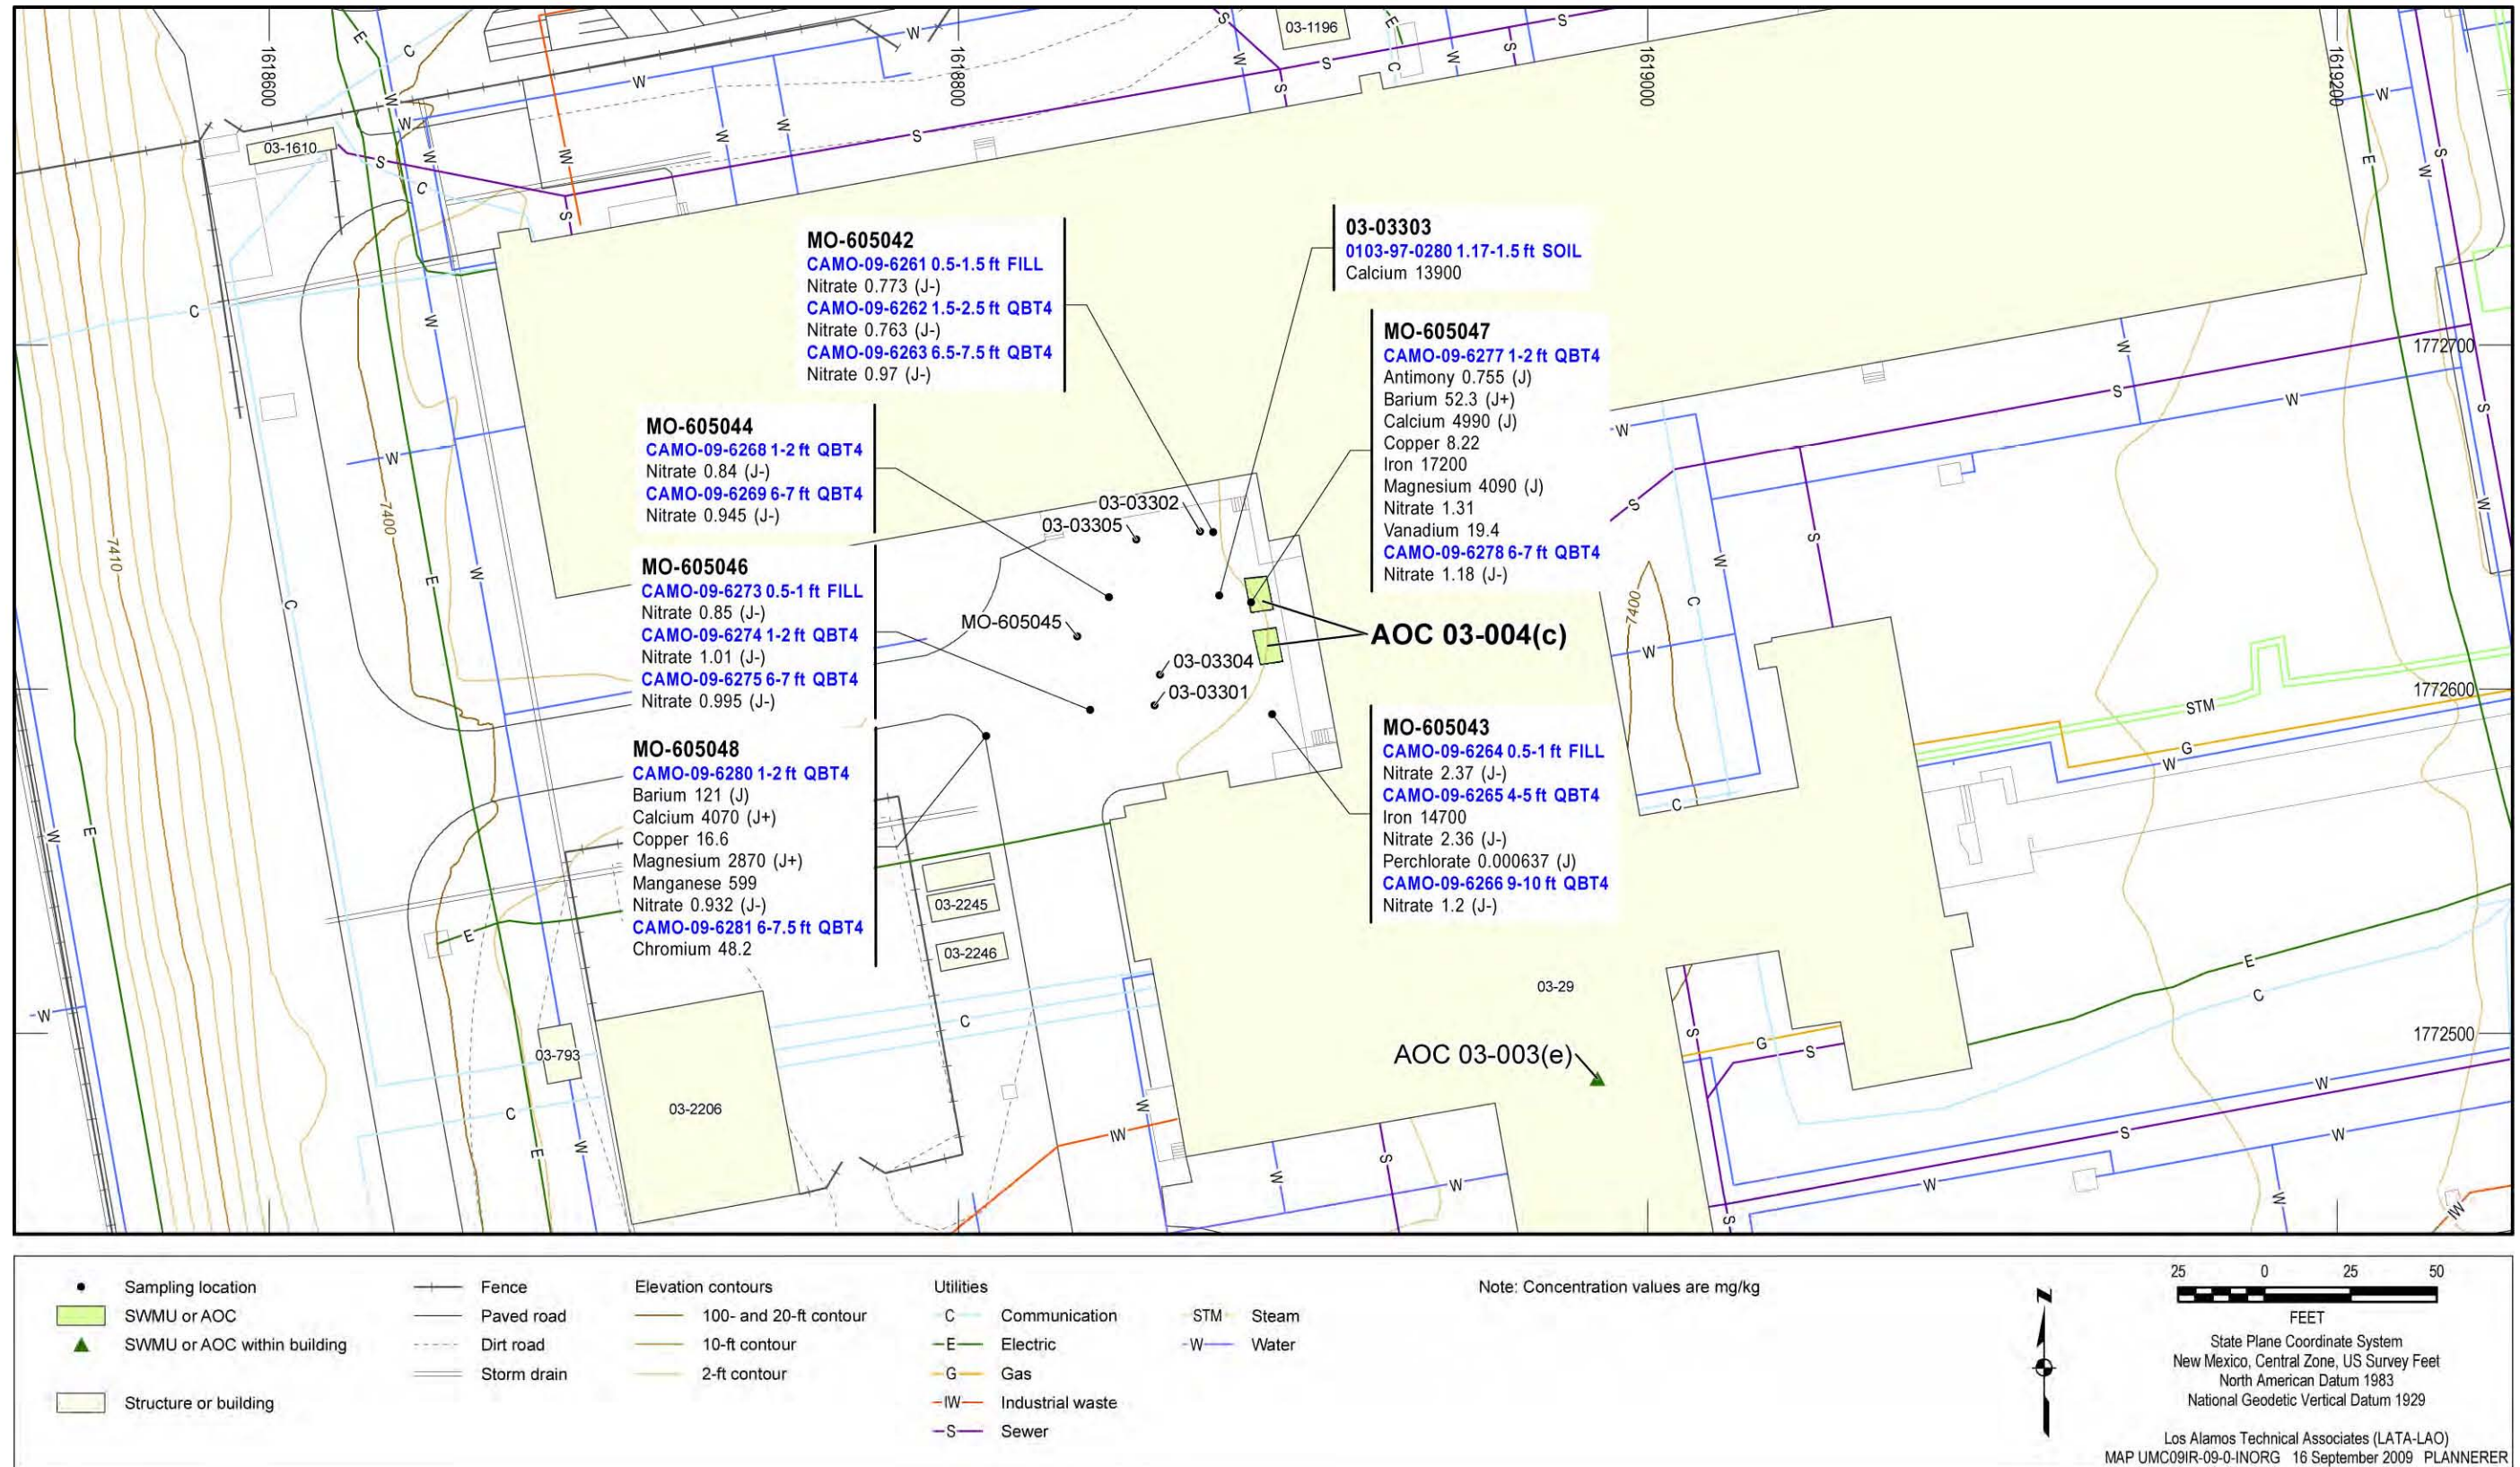 1618600
1618800
1619000
1619200
1772700
1772600
1772500
03-1196
03-1610
MO-605042
CAMO-09-6261 0.5-1.5 ft FILL
Nitrate 0.773 (J-)
CAMO-09-6262 1.5-2.5 ft QBT4
Nitrate 0.763 (J-)
CAMO-09-6263 6.5-7.5 ft QBT4
Nitrate 0.97 (J-)
03-03303
0103-97-0280 1.17-1.5 ft SOIL
Calcium 13900
MO-605047
CAMO-09-6277 1-2 ft QBT4
Antimony 0.755 (J)
Barium 52.3 (J+)
Calcium 4990 (J)
Copper 8.22
Iron 17200
Magnesium 4090 (J)
Nitrate 1.31
Vanadium 19.4
CAMO-09-6278 6-7 ft QBT4
Nitrate 1.18 (J-)
MO-605044
CAMO-09-6268 1-2 ft QBT4
Nitrate 0.84 (J-)
CAMO-09-6269 6-7 ft QBT4
Nitrate 0.945 (J-)
03-03302
03-03305
7400
7410
7400
MO-605046
CAMO-09-6273 0.5-1 ft FILL
Nitrate 0.85 (J-)
CAMO-09-6274 1-2 ft QBT4
Nitrate 1.01 (J-)
CAMO-09-6275 6-7 ft QBT4
Nitrate 0.995 (J-)
MO-605045
AOC 03-004(c)
03-03304
03-03301
MO-605043
CAMO-09-6264 0.5-1 ft FILL
Nitrate 2.37 (J-)
CAMO-09-6265 4-5 ft QBT4
Iron 14700
Nitrate 2.36 (J-)
Perchlorate 0.000637 (J)
CAMO-09-6266 9-10 ft QBT4
Nitrate 1.2 (J-)
MO-605048
CAMO-09-6280 1-2 ft QBT4
Barium 121 (J)
Calcium 4070 (J+)
Copper 16.6
Magnesium 2870 (J+)
Manganese 599
Nitrate 0.932 (J-)
CAMO-09-6281 6-7.5 ft QBT4
Chromium 48.2
STM
G
W
03-2245
03-2246
03-29
03-793
03-2206
AOC 03-003(e)
IW
Sampling location
SWMU or AOC
SWMU or AOC within building
Structure or building
Fence
Paved road
Dirt road
Storm drain
Elevation contours
100- and 20-ft contour
10-ft contour
2-ft contour
Utilities
C Communication
E Electric
G Gas
IW Industrial waste
S Sewer
STM Steam
W Water
Note: Concentration values are mg/kg
N
25 0 25 50
FEET
State Plane Coordinate System
New Mexico, Central Zone, US Survey Feet
North American Datum 1983
National Geodetic Vertical Datum 1929
Los Alamos Technical Associates (LATA-LAO)
MAP UMC09IR-09-0-INORG 16 September 2009 PLANNERER